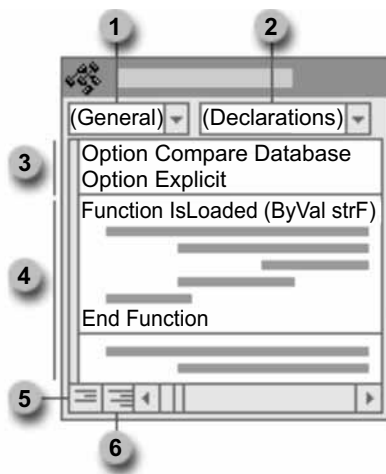 1
2
(General) (Declarations)
3
Option Compare Database
Option Explicit
Function IsLoaded (ByVal strF)
4
End Function
5
6